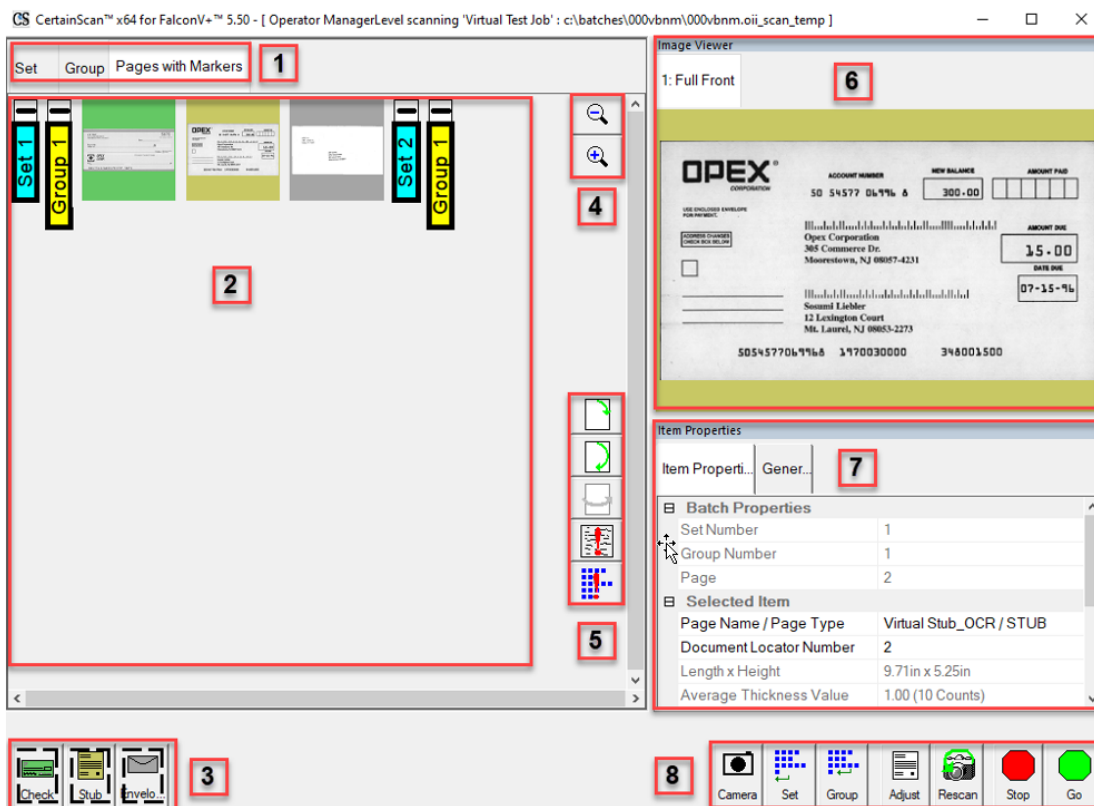 CertainScan™ x64 for FalconV+™ 5.50 - [ Operator ManagerLevel scanning 'Virtual Test Job' : c:\batches\000vbnm\000vbnm.oii_scan_temp ]
Set Group Pages with Markers 1
Set 1
Group 1
OPEX
Set 2
Group 1
2
4
5
Image Viewer
1: Full Front
6
OPEX
CORPORATION
ACCOUNT NUMBER NEW BALANCE AMOUNT PAID
50 54577 06996 8 300.00
USE ENCLOSED ENVELOPE
FOR PAYMENT.
ADDRESS CHANGES
CHECK BOX BELOW
Opex Corporation
305 Commerce Dr.
Moorestown, NJ 08057-4231
AMOUNT DUE
15.00
DATE DUE
07-15-96
Sosumi Liebler
12 Lexington Court
Mt. Laurel, NJ 08053-2273
5054577069968 1970030000 348001500
Item Properties
Item Properti... Gener... 7
Batch Properties
Set Number 1
Group Number 1
Page 2
Selected Item
Page Name / Page Type Virtual Stub_OCR / STUB
Document Locator Number 2
Length x Height 9.71in x 5.25in
Average Thickness Value 1.00 (10 Counts)
Check Stub Envelo... 3
8 Camera Set Group Adjust Rescan Stop Go